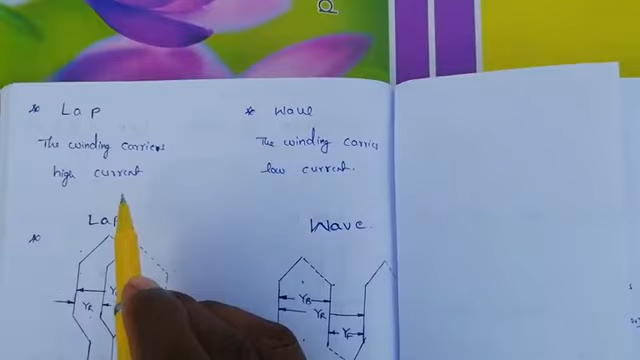 * Lap
The winding carries
high current
* Wave
The winding carries
low current.
* Lap
YR
Wave.
YB
YR
YF